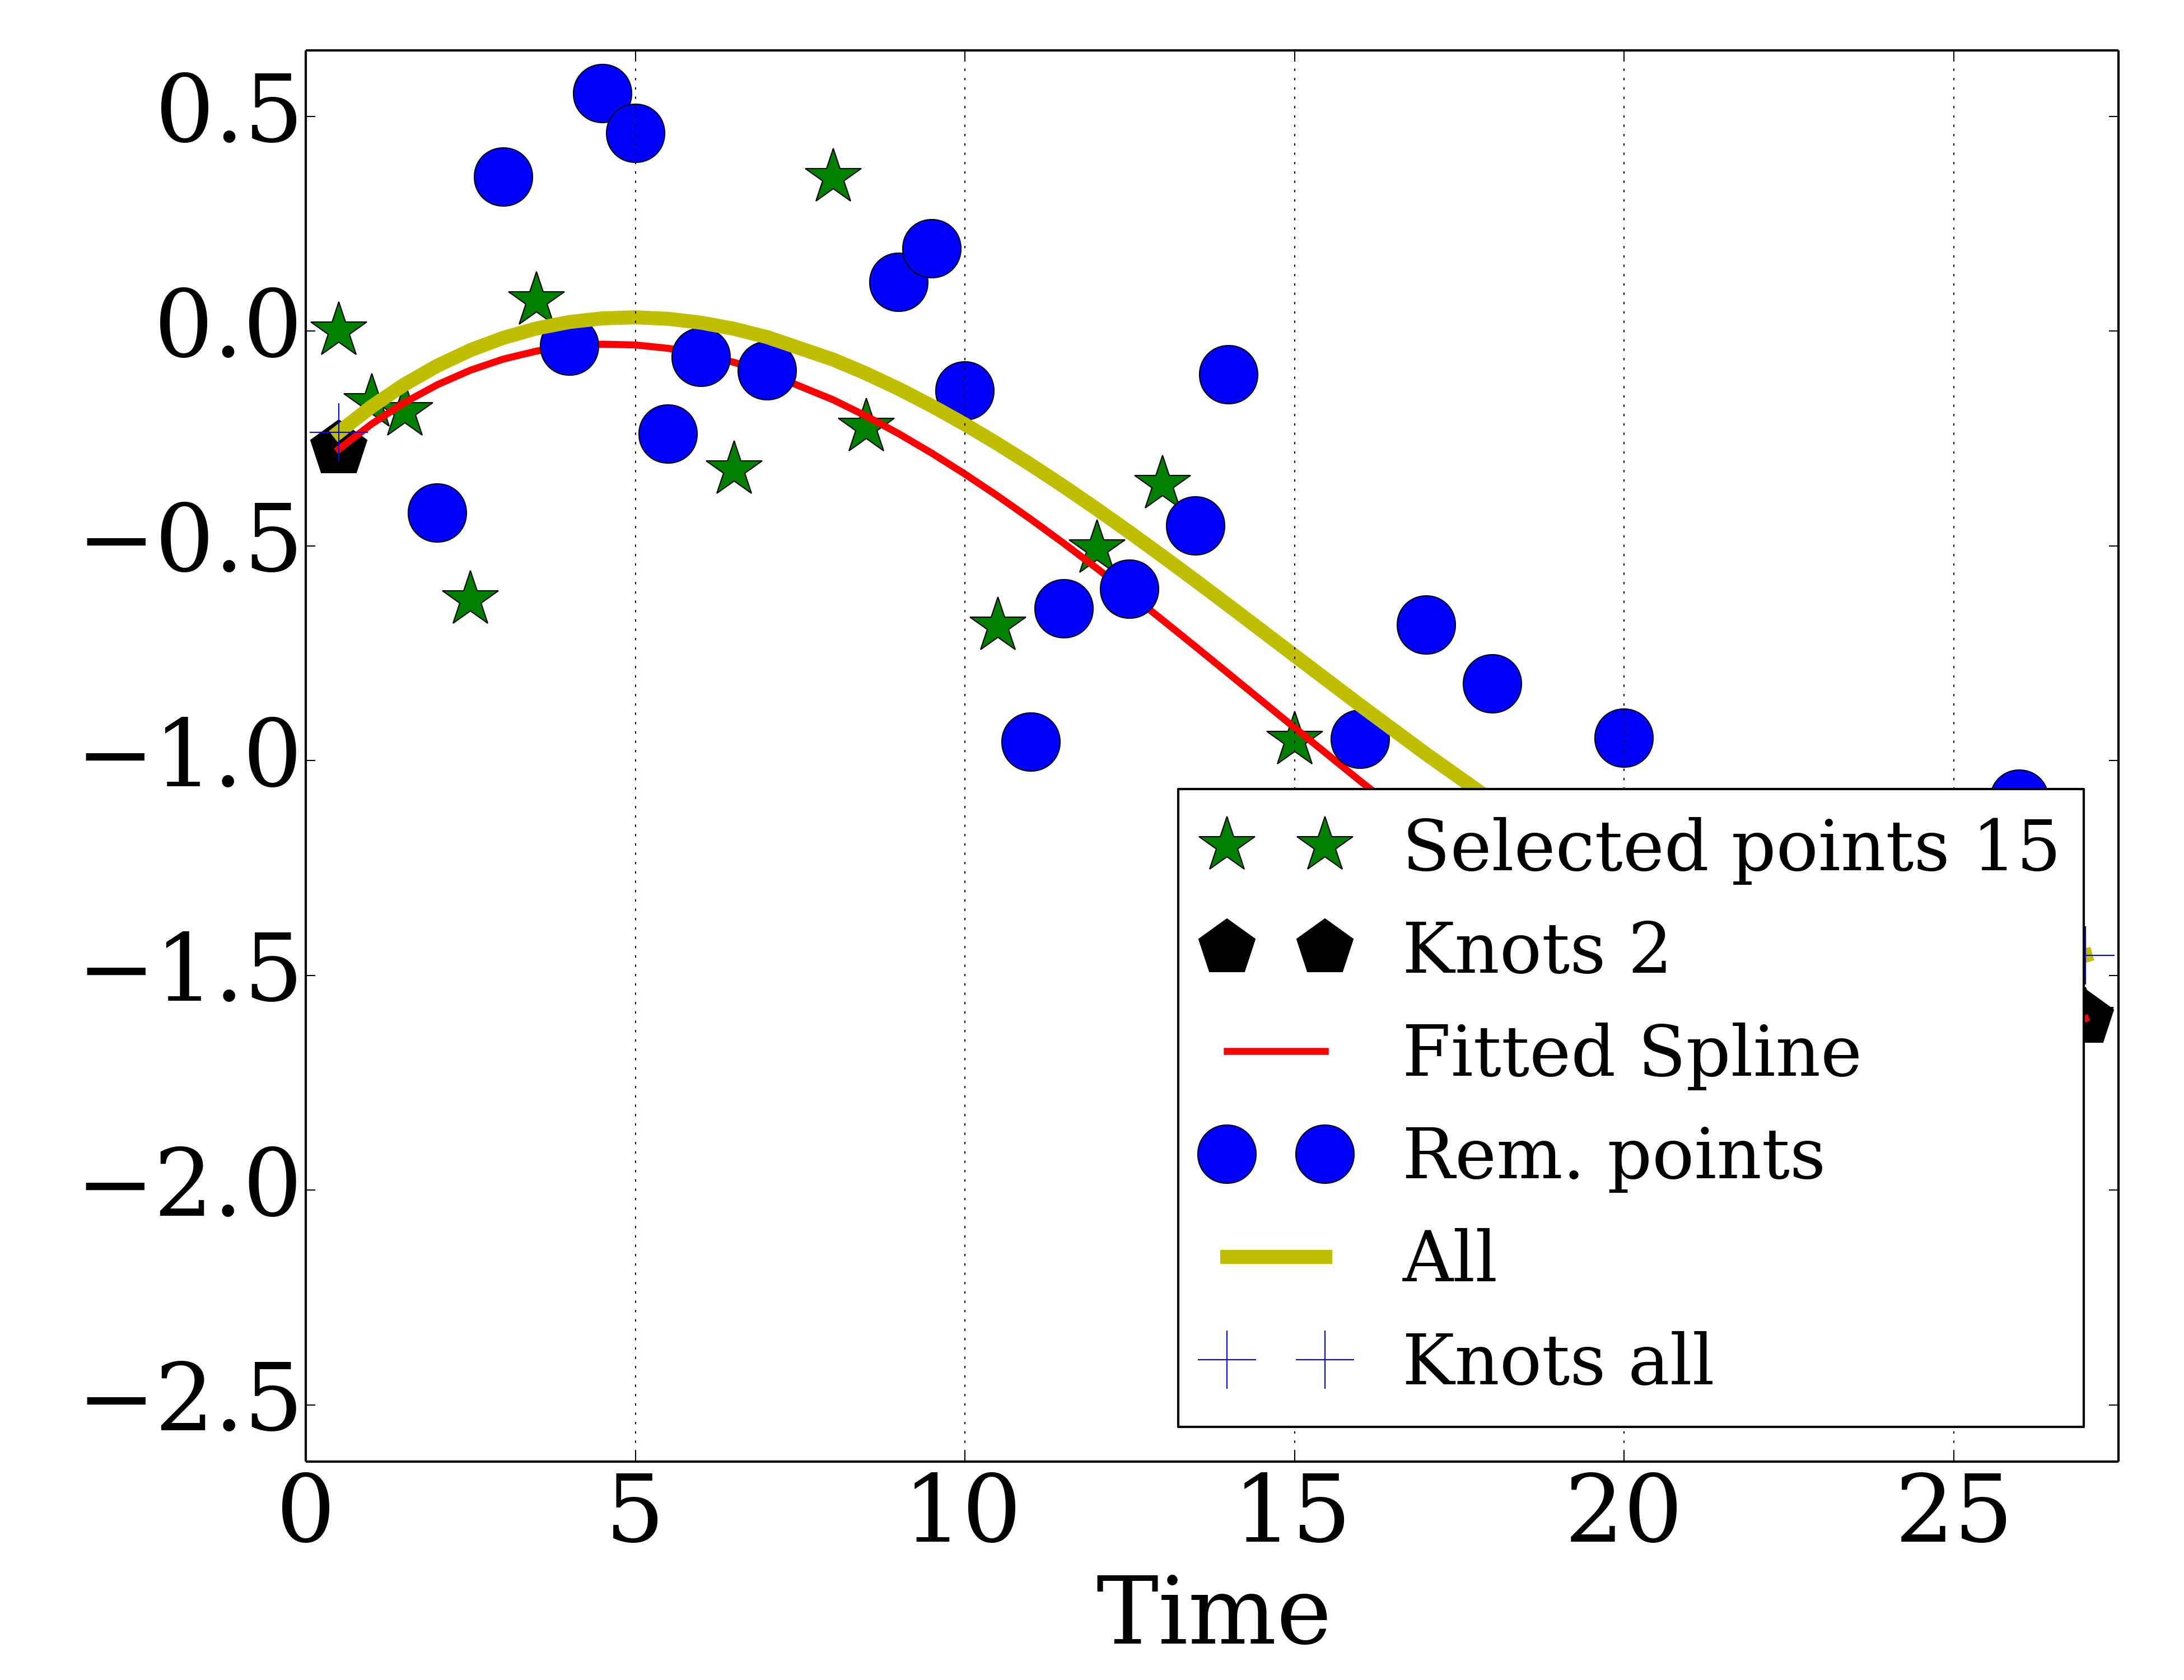 0.5
0.0
−0.5
−1.0
−1.5
−2.0
−2.5
Selected points 15
Knots 2
Fitted Spline
Rem. points
All
Knots all
0 5 10 15 20 25
Time